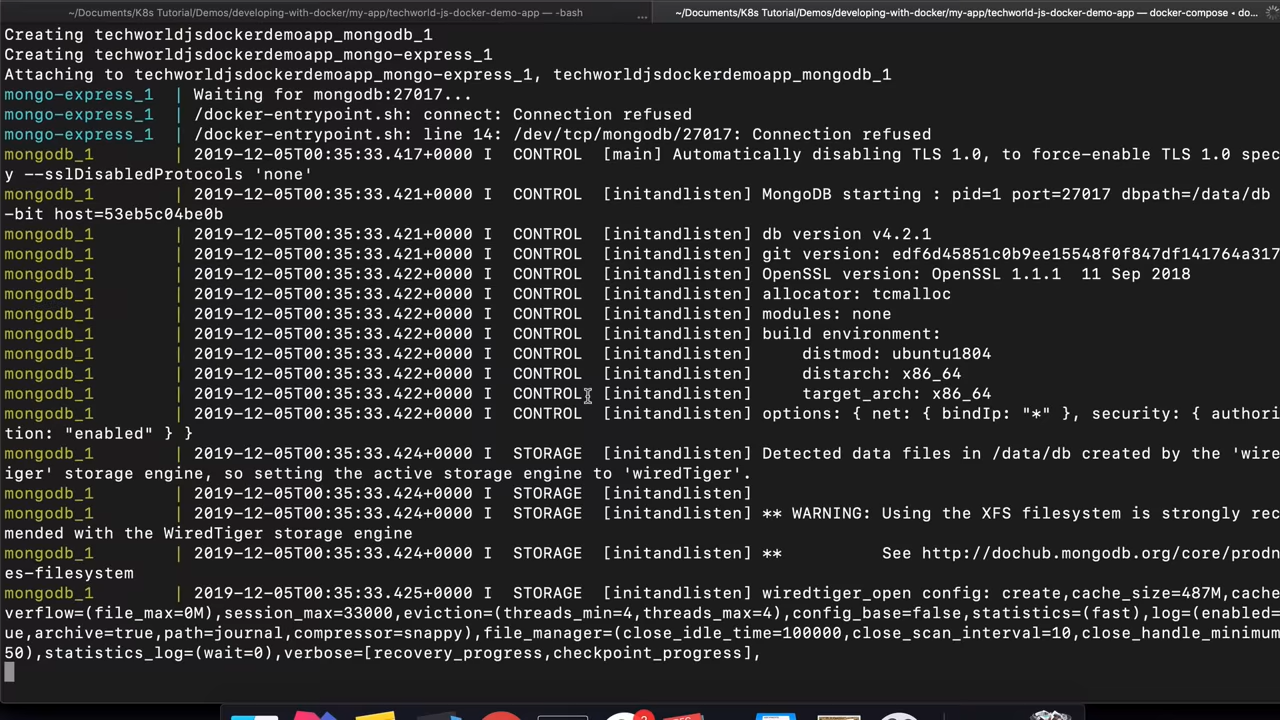 ~/Documents/K8s Tutorial/Demos/developing-with-docker/my-app/techworld-js-docker-demo-app — -bash ... ~/Documents/K8s Tutorial/Demos/developing-with-docker/my-app/techworld-js-docker-demo-app — docker-compose • do...
Creating techworldjsdockerdemoapp_mongodb_1
Creating techworldjsdockerdemoapp_mongo-express_1
Attaching to techworldjsdockerdemoapp_mongo-express_1, techworldjsdockerdemoapp_mongodb_1
mongo-express_1 | Waiting for mongodb:27017...
mongo-express_1 | /docker-entrypoint.sh: connect: Connection refused
mongo-express_1 | /docker-entrypoint.sh: line 14: /dev/tcp/mongodb/27017: Connection refused
mongodb_1 | 2019-12-05T00:35:33.417+0000 I CONTROL [main] Automatically disabling TLS 1.0, to force-enable TLS 1.0 spec
y --sslDisabledProtocols 'none'
mongodb_1 | 2019-12-05T00:35:33.421+0000 I CONTROL [initandlisten] MongoDB starting : pid=1 port=27017 dbpath=/data/db
-bit host=53eb5c04be0b
mongodb_1 | 2019-12-05T00:35:33.421+0000 I CONTROL [initandlisten] db version v4.2.1
mongodb_1 | 2019-12-05T00:35:33.421+0000 I CONTROL [initandlisten] git version: edf6d45851c0b9ee15548f0f847df141764a317
mongodb_1 | 2019-12-05T00:35:33.422+0000 I CONTROL [initandlisten] OpenSSL version: OpenSSL 1.1.1 11 Sep 2018
mongodb_1 | 2019-12-05T00:35:33.422+0000 I CONTROL [initandlisten] allocator: tcmalloc
mongodb_1 | 2019-12-05T00:35:33.422+0000 I CONTROL [initandlisten] modules: none
mongodb_1 | 2019-12-05T00:35:33.422+0000 I CONTROL [initandlisten] build environment:
mongodb_1 | 2019-12-05T00:35:33.422+0000 I CONTROL [initandlisten] distmod: ubuntu1804
mongodb_1 | 2019-12-05T00:35:33.422+0000 I CONTROL [initandlisten] distarch: x86_64
mongodb_1 | 2019-12-05T00:35:33.422+0000 I CONTROL [initandlisten] target_arch: x86_64
mongodb_1 | 2019-12-05T00:35:33.422+0000 I CONTROL [initandlisten] options: { net: { bindIp: "*" }, security: { authori
tion: "enabled" } }
mongodb_1 | 2019-12-05T00:35:33.424+0000 I STORAGE [initandlisten] Detected data files in /data/db created by the 'wire
iger' storage engine, so setting the active storage engine to 'wiredTiger'.
mongodb_1 | 2019-12-05T00:35:33.424+0000 I STORAGE [initandlisten]
mongodb_1 | 2019-12-05T00:35:33.424+0000 I STORAGE [initandlisten] ** WARNING: Using the XFS filesystem is strongly rec
mended with the WiredTiger storage engine
mongodb_1 | 2019-12-05T00:35:33.424+0000 I STORAGE [initandlisten] ** See http://dochub.mongodb.org/core/prodn
es-filesystem
mongodb_1 | 2019-12-05T00:35:33.425+0000 I STORAGE [initandlisten] wiredtiger_open config: create,cache_size=487M,cache
verflow=(file_max=0M),session_max=33000,eviction=(threads_min=4,threads_max=4),config_base=false,statistics=(fast),log=(enabled=
ue,archive=true,path=journal,compressor=snappy),file_manager=(close_idle_time=100000,close_scan_interval=10,close_handle_minimum
50),statistics_log=(wait=0),verbose=[recovery_progress,checkpoint_progress],